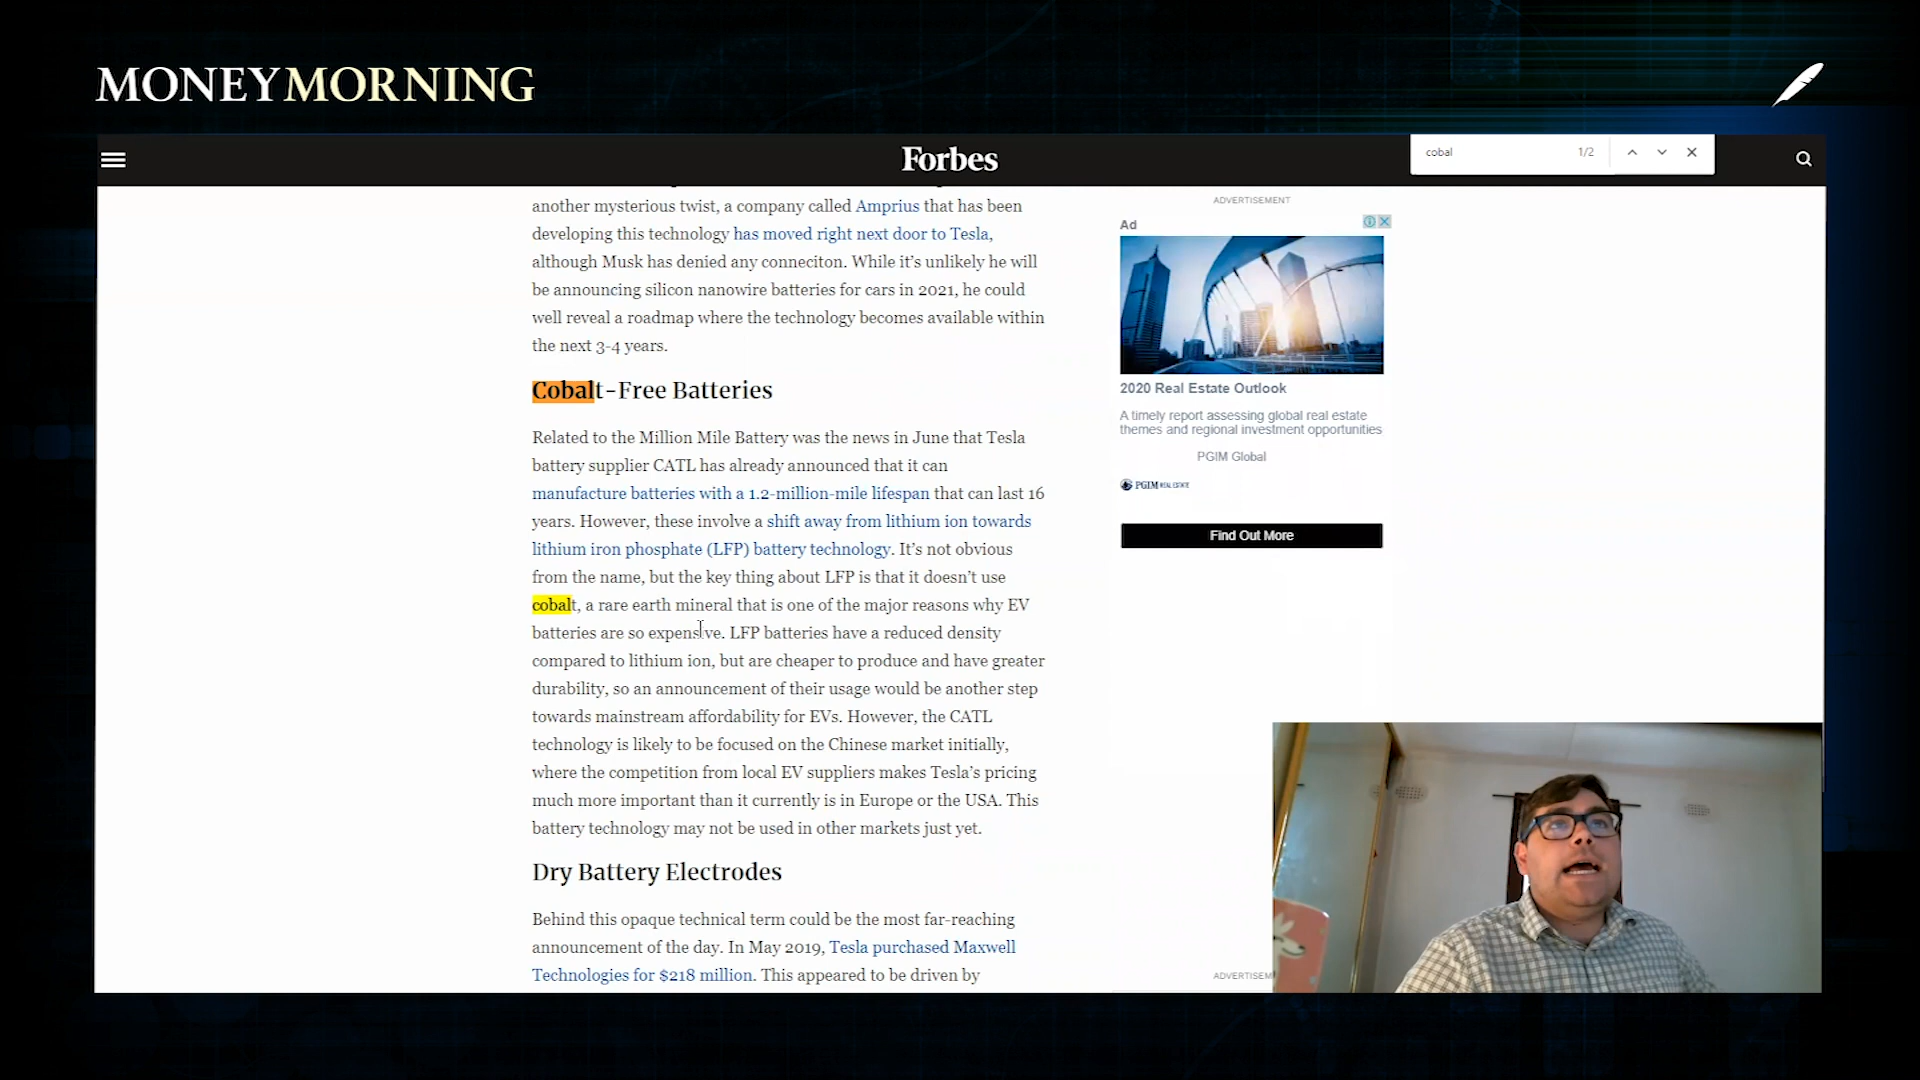 MONEYMORNING
Forbes
cobal
1/2
another mysterious twist, a company called Amprius that has been
developing this technology has moved right next door to Tesla,
although Musk has denied any conneciton. While it's unlikely he will
be announcing silicon nanowire batteries for cars in 2021, he could
well reveal a roadmap where the technology becomes available within
the next 3-4 years.
Cobalt-Free Batteries
Related to the Million Mile Battery was the news in June that Tesla
battery supplier CATL has already announced that it can
manufacture batteries with a 1.2-million-mile lifespan that can last 16
years. However, these involve a shift away from lithium ion towards
lithium iron phosphate (LFP) battery technology. It's not obvious
from the name, but the key thing about LFP is that it doesn't use
cobalt, a rare earth mineral that is one of the major reasons why EV
batteries are so expensive. LFP batteries have a reduced density
compared to lithium ion, but are cheaper to produce and have greater
durability, so an announcement of their usage would be another step
towards mainstream affordability for EVs. However, the CATL
technology is likely to be focused on the Chinese market initially,
where the competition from local EV suppliers makes Tesla's pricing
much more important than it currently is in Europe or the USA. This
battery technology may not be used in other markets just yet.
Dry Battery Electrodes
Behind this opaque technical term could be the most far-reaching
announcement of the day. In May 2019, Tesla purchased Maxwell
Technologies for $218 million. This appeared to be driven by
ADVERTISEMENT
Ad
2020 Real Estate Outlook
A timely report assessing global real estate
themes and regional investment opportunities
PGIM Global
PGIM REAL ESTATE
Find Out More
ADVERTISEM